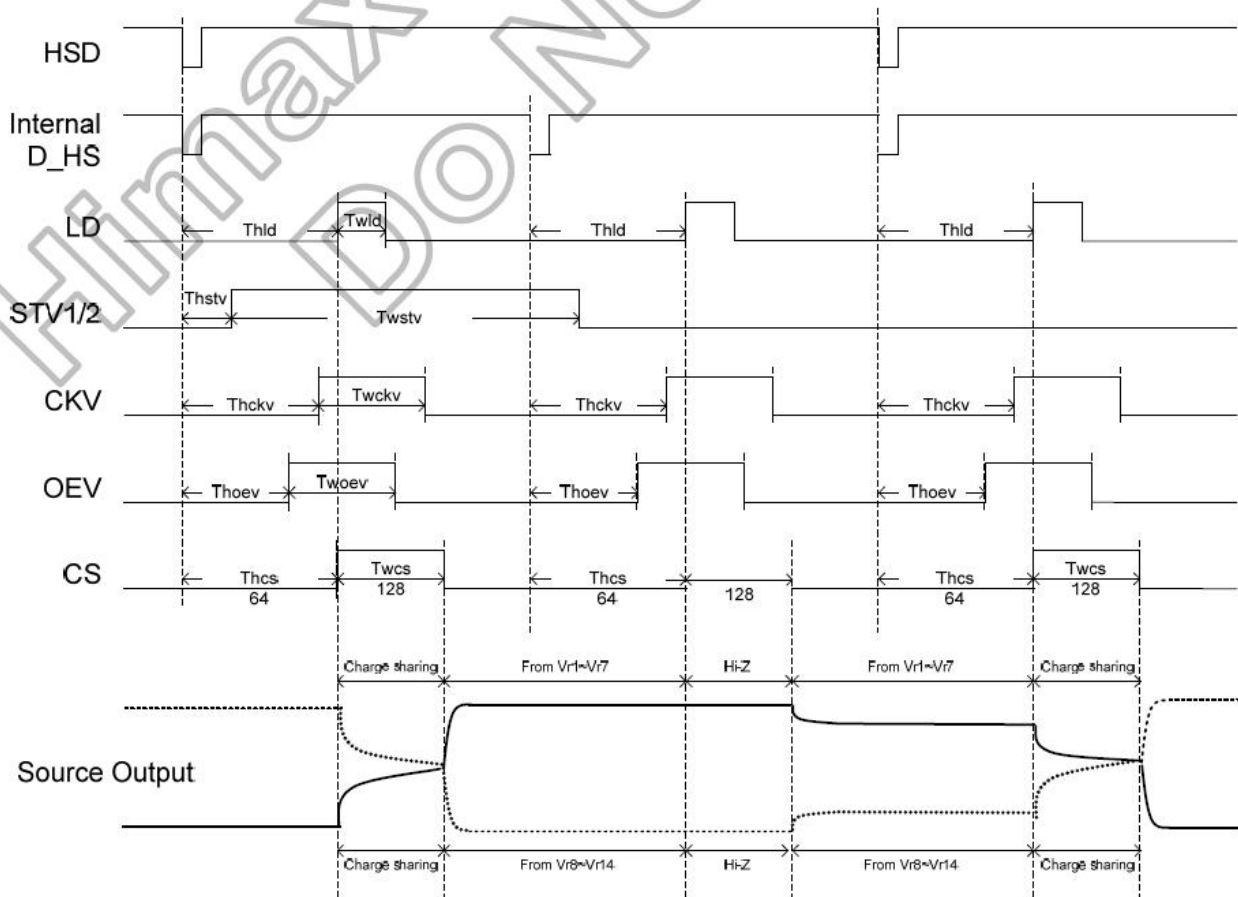 Himax
Do No
HSD
Internal
D_HS
LD
Thld
Twld
Thld
Thld
STV1/2
Thstv
Twstv
CKV
Thckv
Twckv
Thckv
Thckv
OEV
Thoev
Twoev
Thoev
Thoev
CS
Thcs
64
Twcs
128
Thcs
64
128
Thcs
64
Twcs
128
Charge sharing
From Vr1~Vr7
Hi-Z
From Vr1~Vr7
Charge sharing
Source Output
Charge sharing
From Vr8~Vr14
Hi-Z
From Vr8~Vr14
Charge sharing